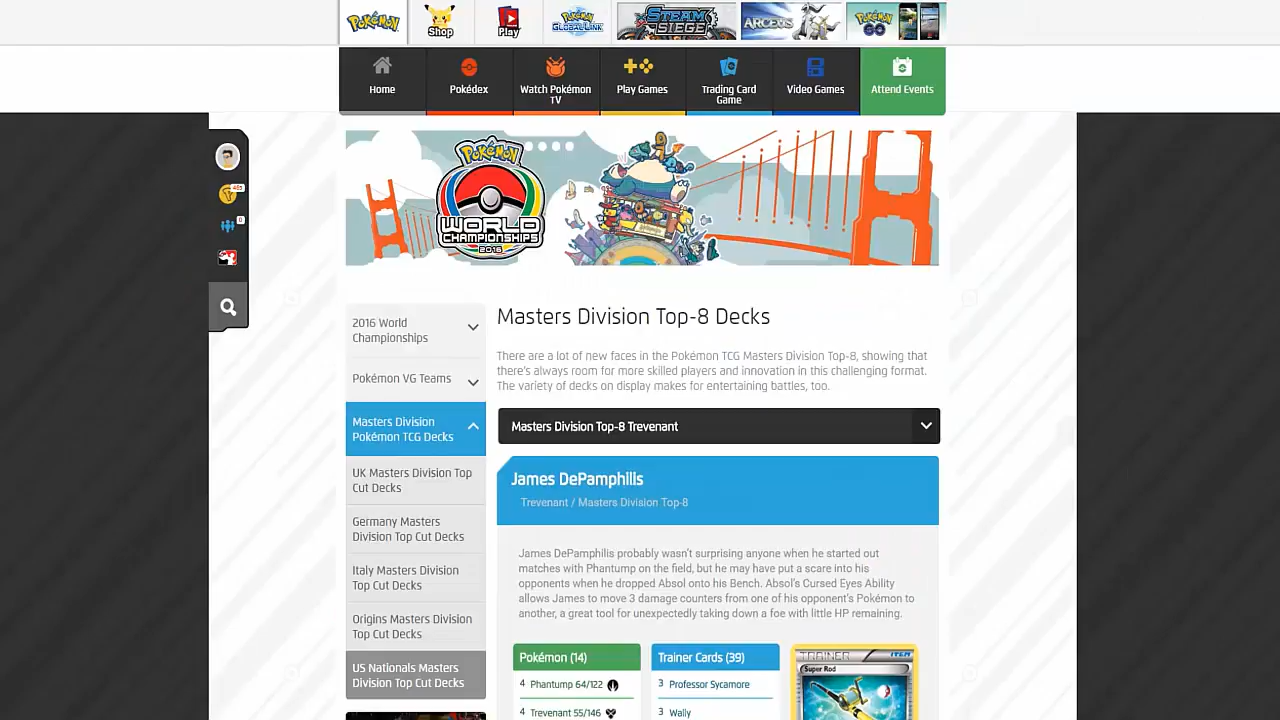 Pokémon
Shop
Play
Pokémon
GLOBAL LINK
STEAM
SIEGE
ARCEUS
Pokémon
GO
Home
Pokédex
Watch Pokémon
TV
Play Games
Trading Card
Game
Video Games
Attend Events
Pokémon
WORLD
CHAMPIONSHIPS
2016
0
2016 World
Championships
Pokémon VG Teams
Masters Division
Pokémon TCG Decks
UK Masters Division Top
Cut Decks
Germany Masters
Division Top Cut Decks
Italy Masters Division
Top Cut Decks
Origins Masters Division
Top Cut Decks
US Nationals Masters
Division Top Cut Decks
Masters Division Top-8 Decks
There are a lot of new faces in the Pokémon TCG Masters Division Top-8, showing that
there's always room for more skilled players and innovation in this challenging format.
The variety of decks on display makes for entertaining battles, too.
Masters Division Top-8 Trevenant
James DePamphilis
Trevenant / Masters Division Top-8
James DePamphilis probably wasn't surprising anyone when he started out
matches with Phantump on the field, but he may have put a scare into his
opponents when he dropped Absol onto his Bench. Absol's Cursed Eyes Ability
allows James to move 3 damage counters from one of his opponent's Pokémon to
another, a great tool for unexpectedly taking down a foe with little HP remaining.
Pokémon (14)
4 Phantump 64/122
4 Trevenant 55/146
Trainer Cards (39)
3 Professor Sycamore
3 Wally
TRAINER
ITEM
Super Rod